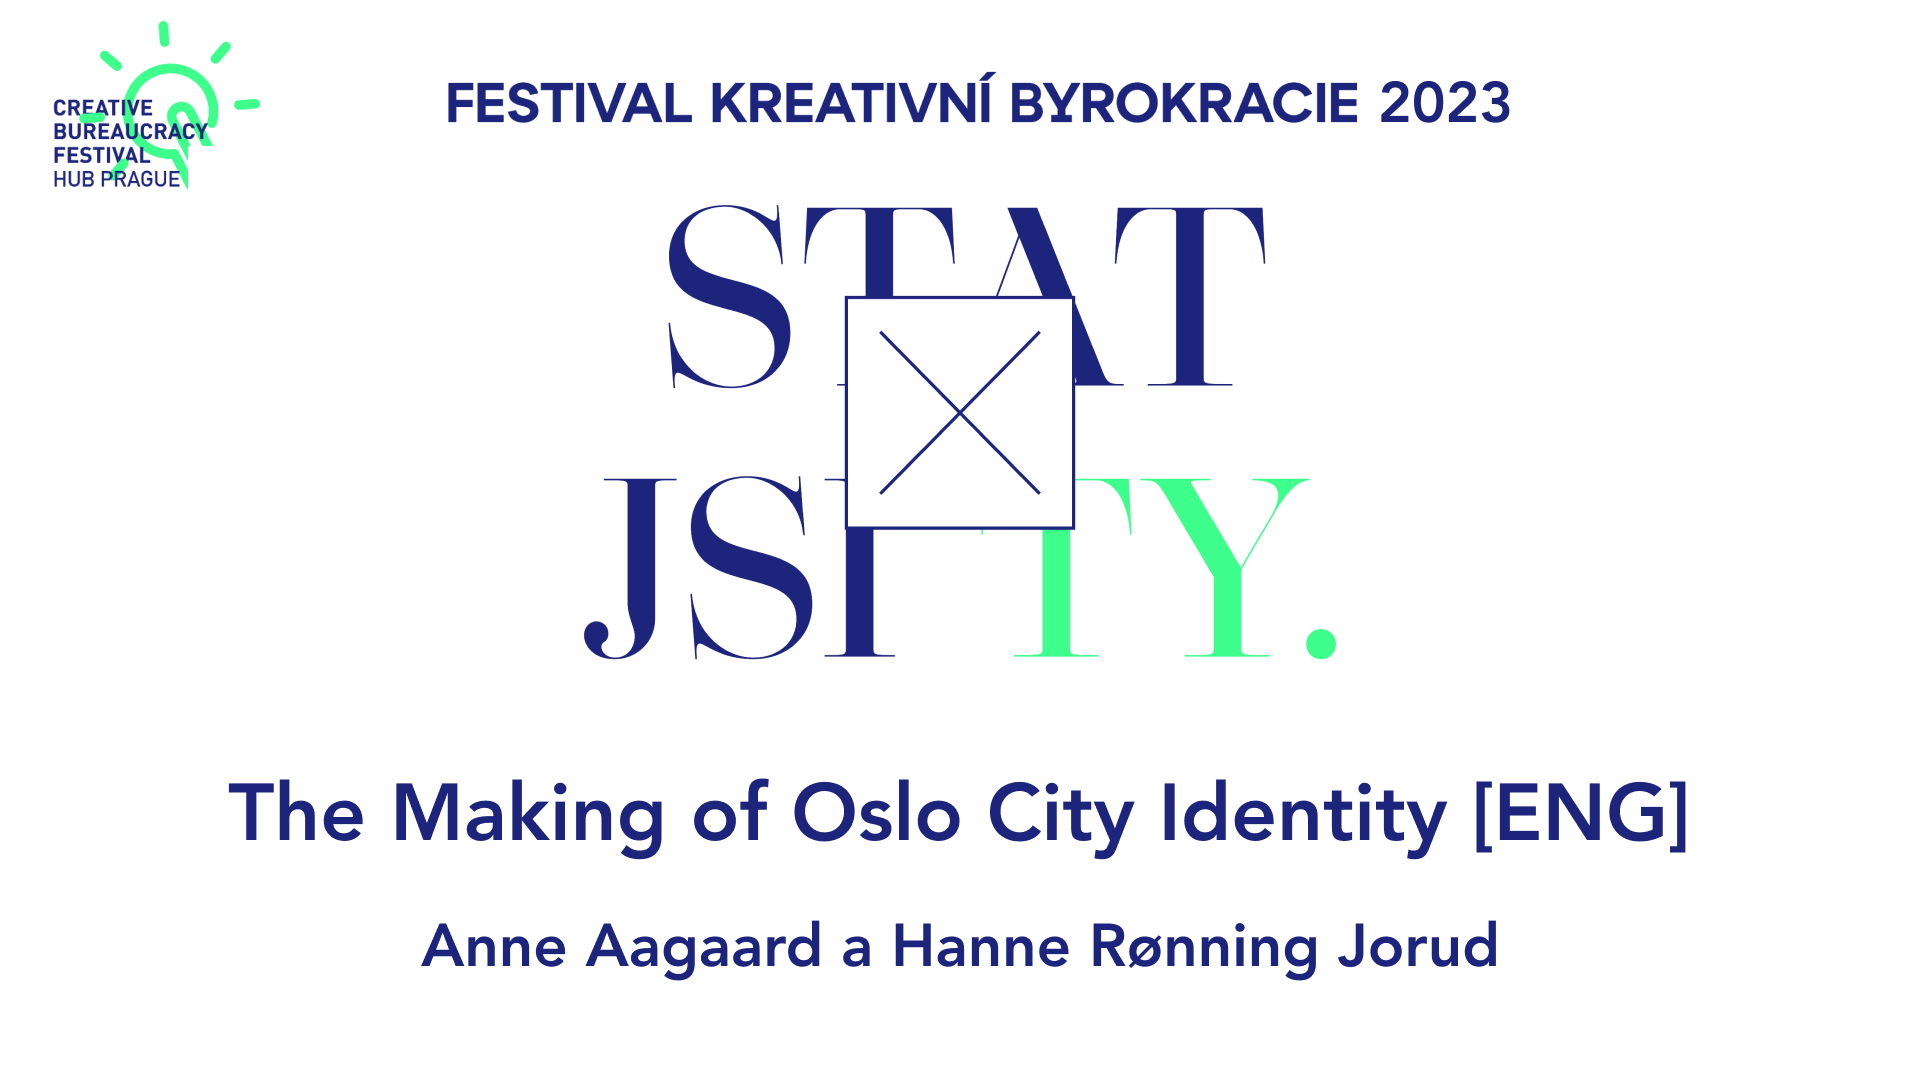 CREATIVE
BUREAUCRACY
FESTIVAL
HUB PRAGUE
FESTIVAL KREATIVNÍ BYROKRACIE 2023
STAT
JSI TY.
The Making of Oslo City Identity [ENG]
Anne Aagaard a Hanne Rønning Jorud